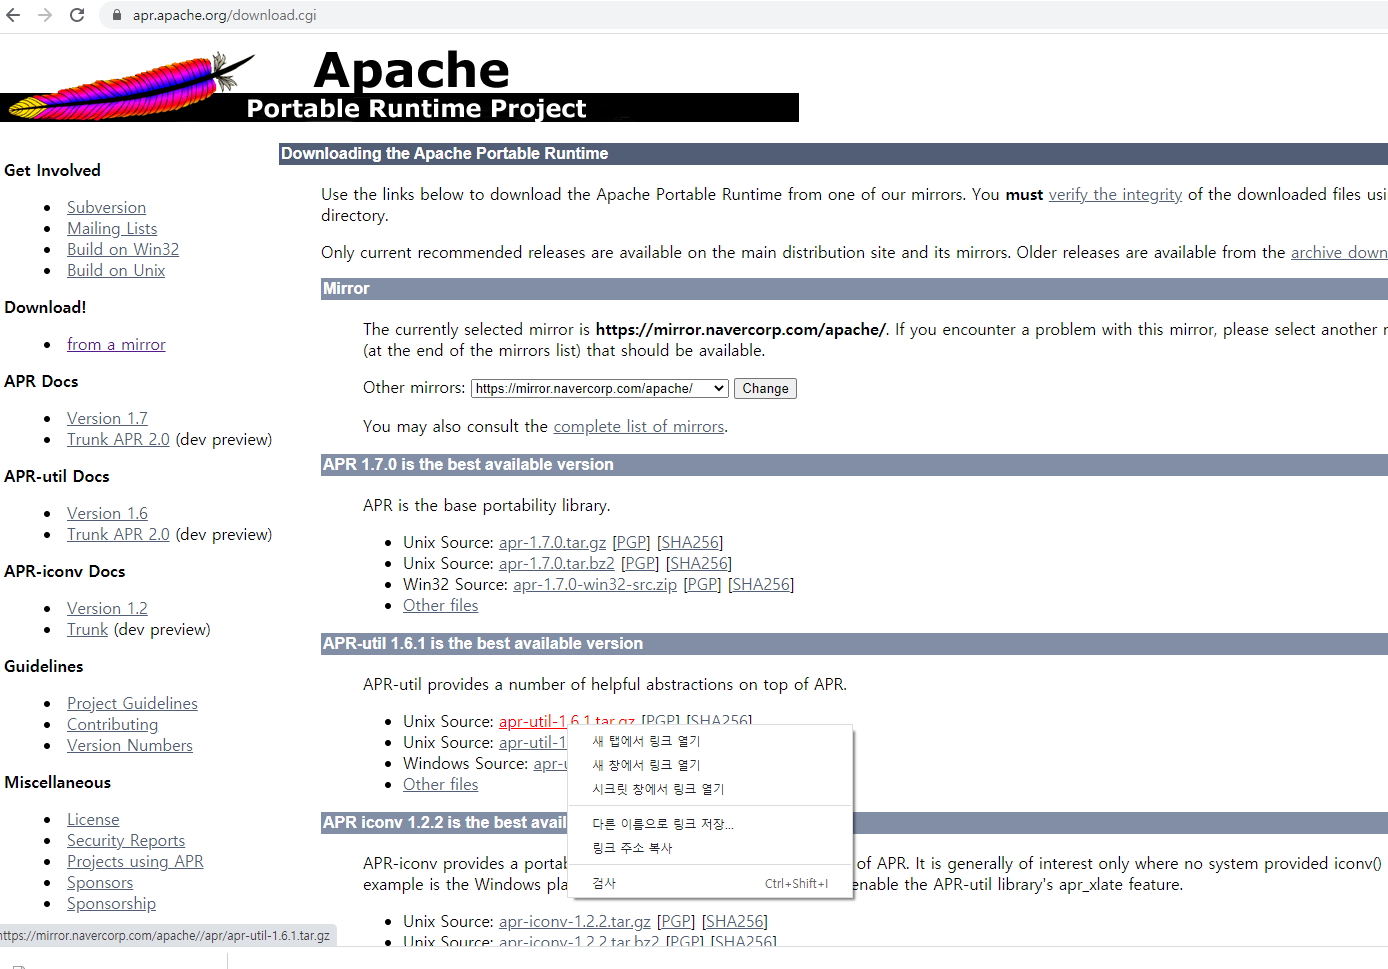 apr.apache.org/download.cgi
Apache
Portable Runtime Project
Get Involved
Subversion
Mailing Lists
Build on Win32
Build on Unix
Download!
from a mirror
APR Docs
Version 1.7
Trunk APR 2.0 (dev preview)
APR-util Docs
Version 1.6
Trunk APR 2.0 (dev preview)
APR-iconv Docs
Version 1.2
Trunk (dev preview)
Guidelines
Project Guidelines
Contributing
Version Numbers
Miscellaneous
License
Security Reports
Projects using APR
Sponsors
Sponsorship
Downloading the Apache Portable Runtime
Use the links below to download the Apache Portable Runtime from one of our mirrors. You must verify the integrity of the downloaded files usi
directory.
Only current recommended releases are available on the main distribution site and its mirrors. Older releases are available from the archive down
Mirror
The currently selected mirror is https://mirror.navercorp.com/apache/. If you encounter a problem with this mirror, please select another
(at the end of the mirrors list) that should be available.
Other mirrors: https://mirror.navercorp.com/apache/ Change
You may also consult the complete list of mirrors.
APR 1.7.0 is the best available version
APR is the base portability library.
Unix Source: apr-1.7.0.tar.gz [PGP] [SHA256]
Unix Source: apr-1.7.0.tar.bz2 [PGP] [SHA256]
Win32 Source: apr-1.7.0-win32-src.zip [PGP] [SHA256]
Other files
APR-util 1.6.1 is the best available version
APR-util provides a number of helpful abstractions on top of APR.
Unix Source: apr-util-1.6.1.tar.gz [PGP] [SHA256]
Unix Source: apr-util-1
Windows Source: apr-u
Other files
새 탭에서 링크 열기
새 창에서 링크 열기
시크릿 창에서 링크 열기
다른 이름으로 링크 저장...
링크 주소 복사
검사 Ctrl+Shift+I
APR iconv 1.2.2 is the best avail
APR-iconv provides a portab of APR. It is generally of interest only where no system provided iconv()
example is the Windows pla enable the APR-util library's apr_xlate feature.
Unix Source: apr-iconv-1.2.2.tar.gz [PGP] [SHA256]
Unix Source: apr-iconv-1.2.2.tar.bz2 [PGP] [SHA256]
https://mirror.navercorp.com/apache//apr/apr-util-1.6.1.tar.gz